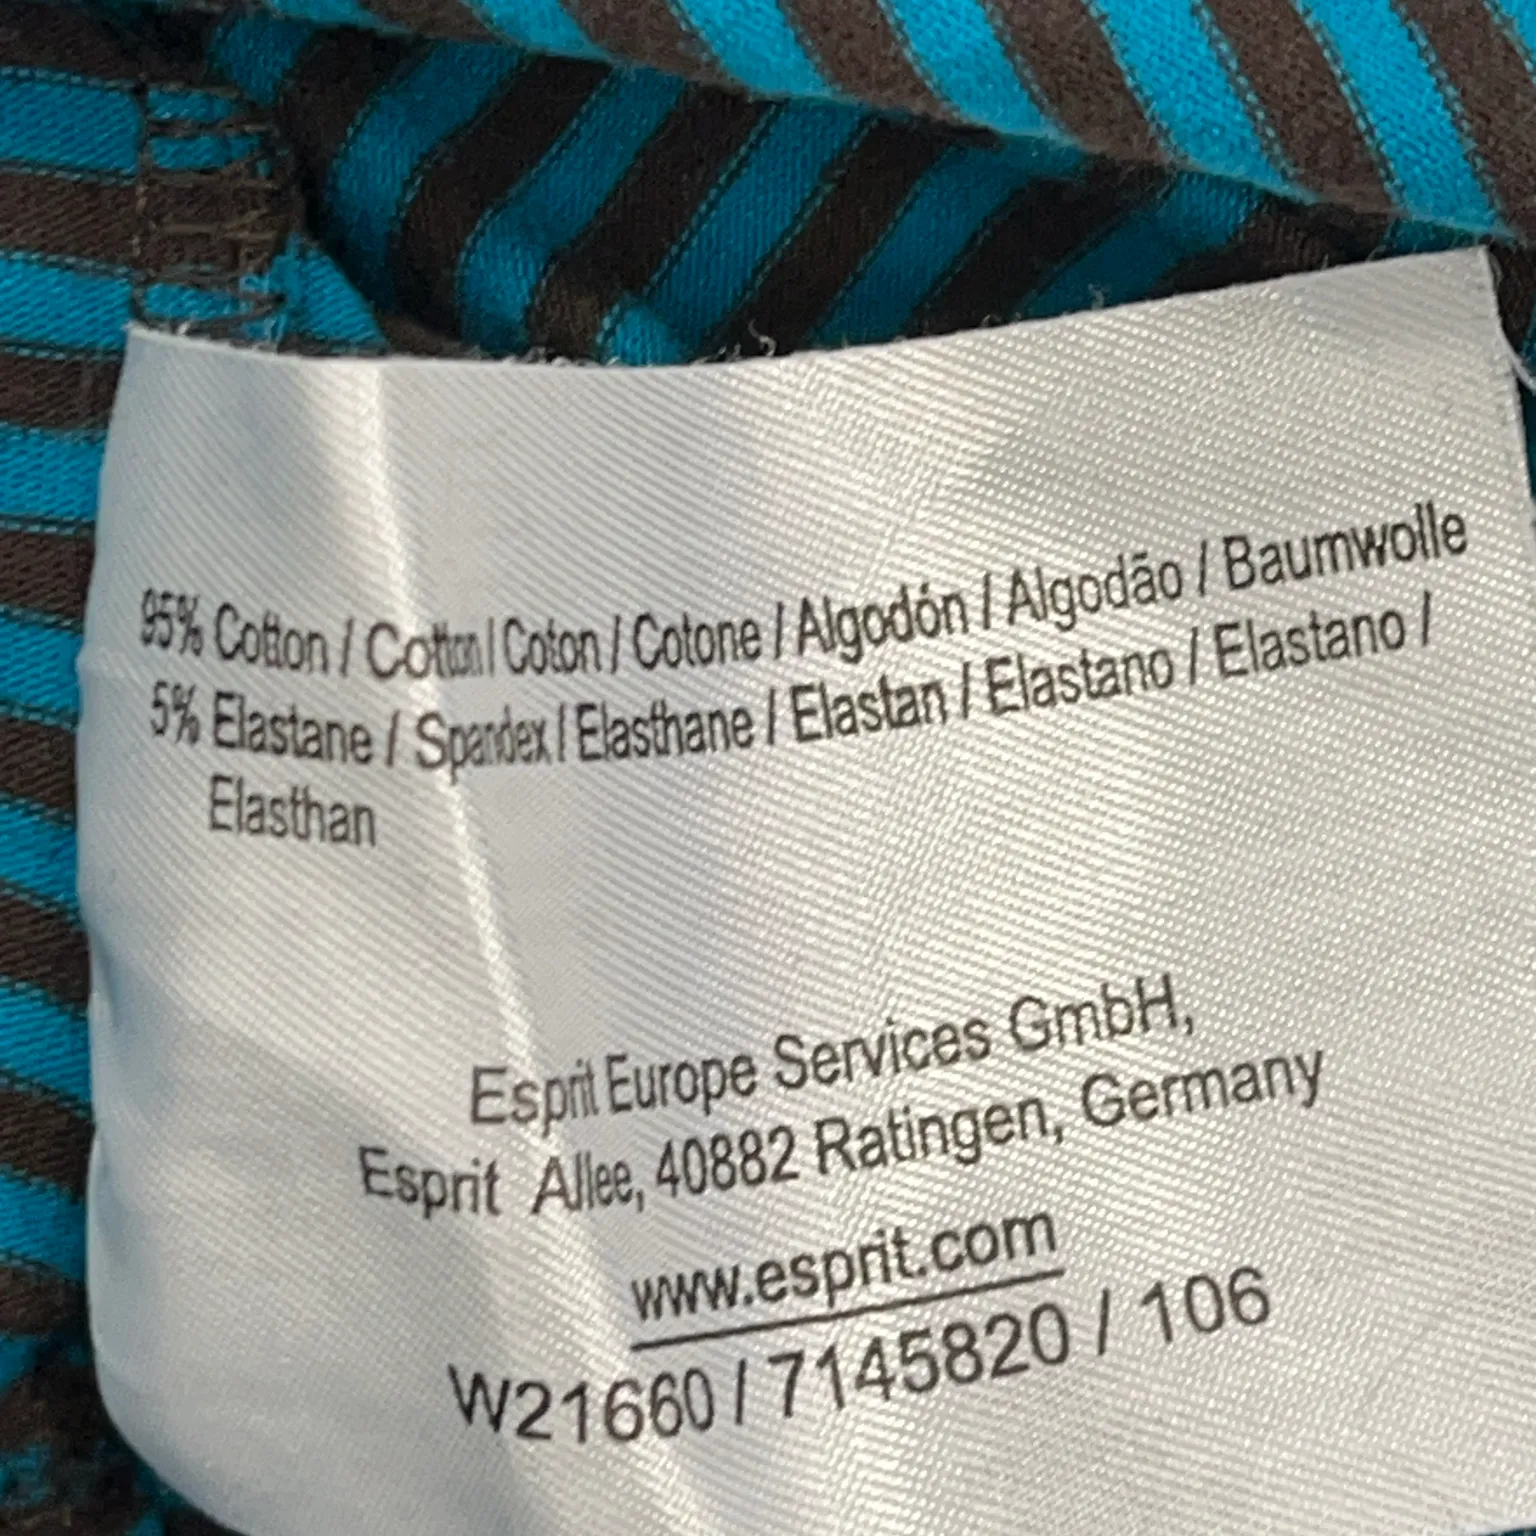 95% Cotton / Cotton / Coton / Cotone / Algodón / Algodão / Baumwolle
5% Elastane / Spandex / Elasthane / Elastan / Elastano / Elastano /
Elasthan
Esprit Europe Services GmbH,
Esprit Allee, 40882 Ratingen, Germany
www.esprit.com
W21660 / 7145820 / 106